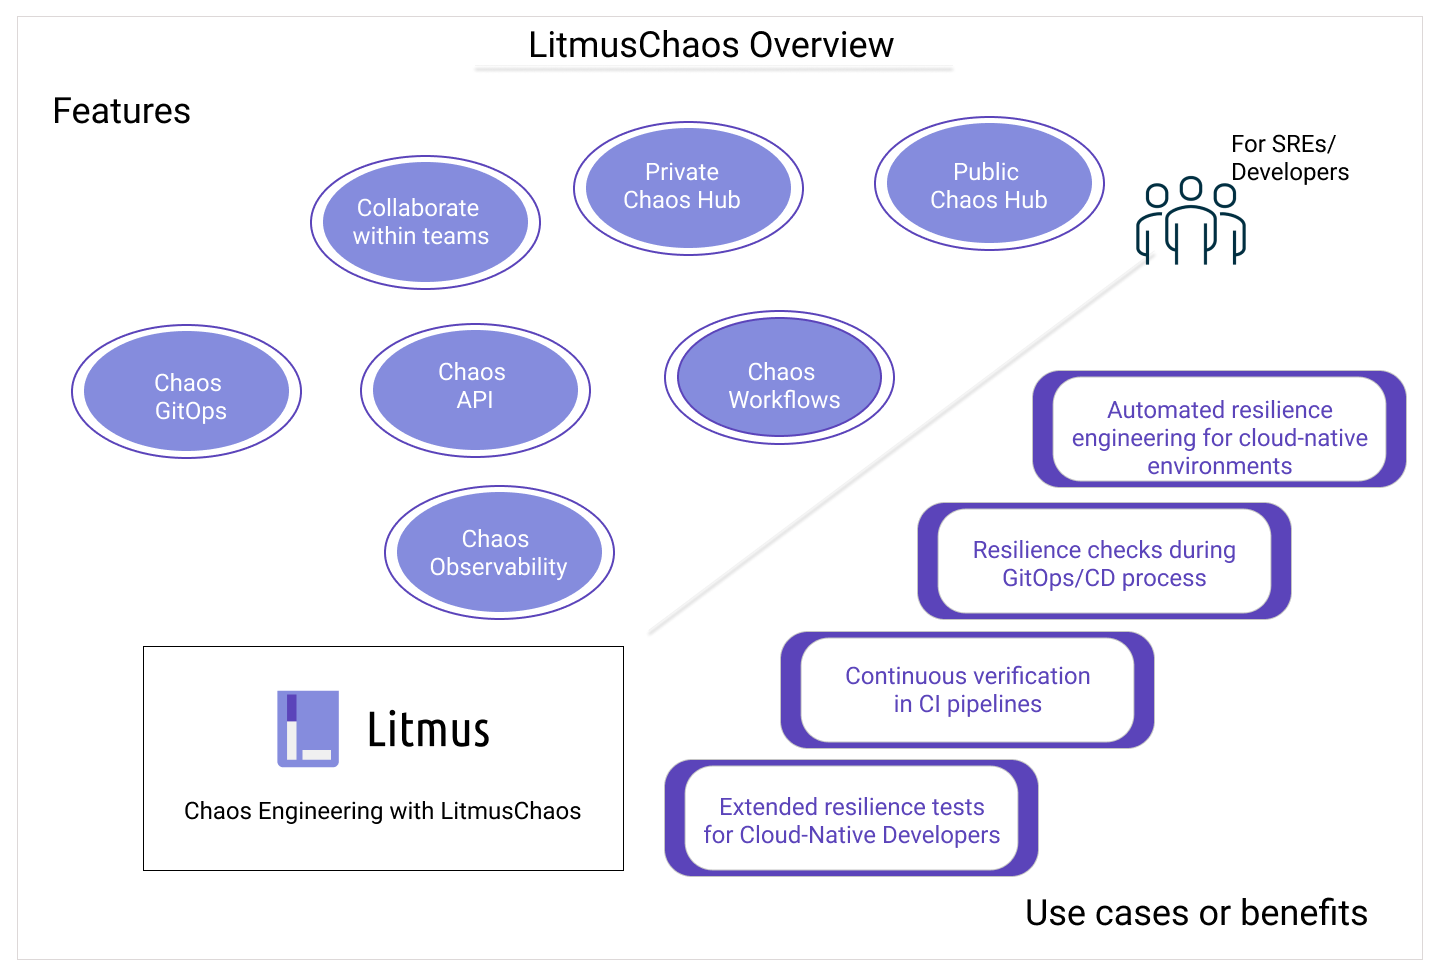 LitmusChaos Overview
Features
For SREs/
Developers
Private
Chaos Hub
Public
Chaos Hub
Collaborate
within teams
Chaos
GitOps
Chaos
API
Chaos
Workflows
Chaos
Observability
Automated resilience
engineering for cloud-native
environments
Resilience checks during
GitOps/CD process
Continuous verification
in CI pipelines
Extended resilience tests
for Cloud-Native Developers
Litmus
Chaos Engineering with LitmusChaos
Use cases or benefits